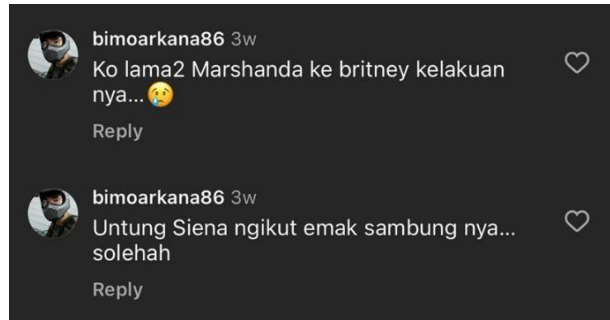 bimoarkana86 3w
Ko lama2 Marshanda ke britney kelakuan
nya...😢
Reply
bimoarkana86 3w
Untung Siena ngikut emak sambung nya...
solehah
Reply